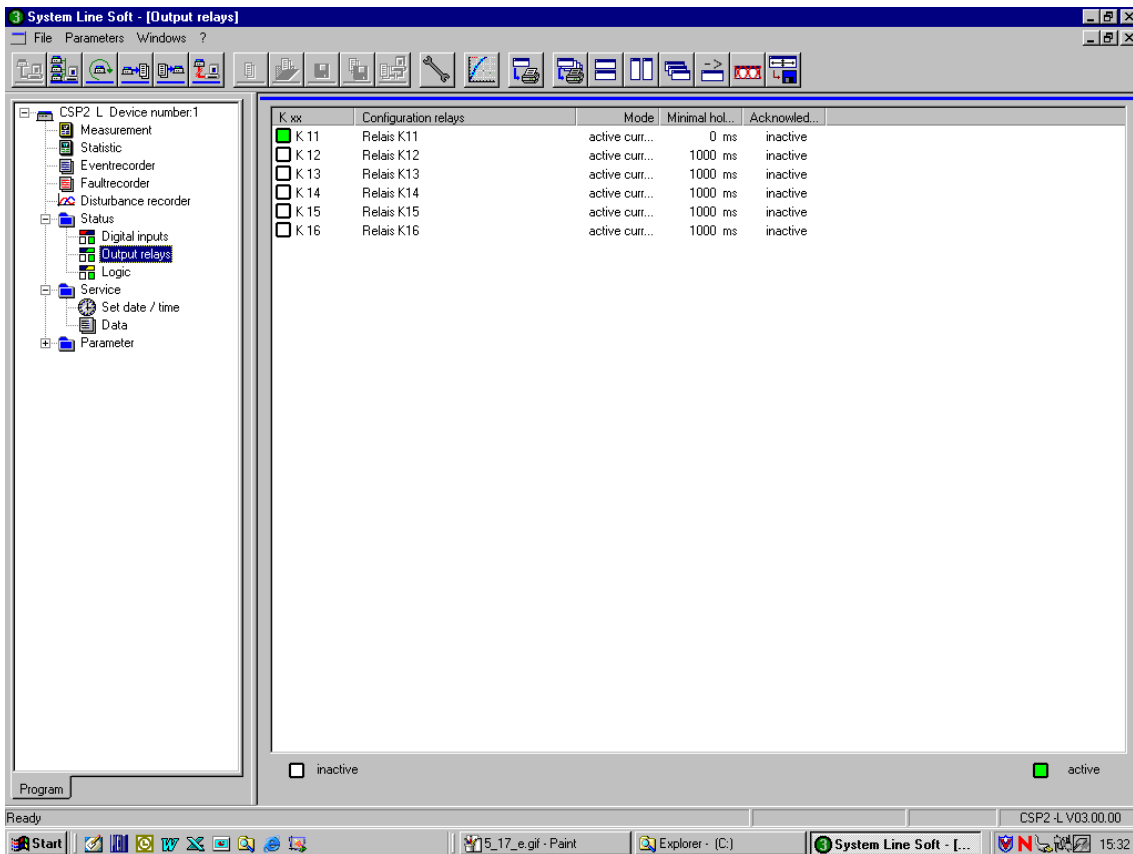 System Line Soft - [Output relays]
File Parameters Windows ?
CSP2 L Device number:1
Measurement
Statistic
Eventrecorder
Faultrecorder
Disturbance recorder
Status
Digital inputs
Output relays
Logic
Service
Set date / time
Data
Parameter
Program
K xx Configuration relays Mode Minimal hol... Acknowled...
K 11 Relais K11 active curr... 0 ms inactive
K 12 Relais K12 active curr... 1000 ms inactive
K 13 Relais K13 active curr... 1000 ms inactive
K 14 Relais K14 active curr... 1000 ms inactive
K 15 Relais K15 active curr... 1000 ms inactive
K 16 Relais K16 active curr... 1000 ms inactive
inactive active
Ready CSP2 -L V03.00.00
Start 5_17_e.gif - Paint Explorer - (C:) System Line Soft - [... 15:32